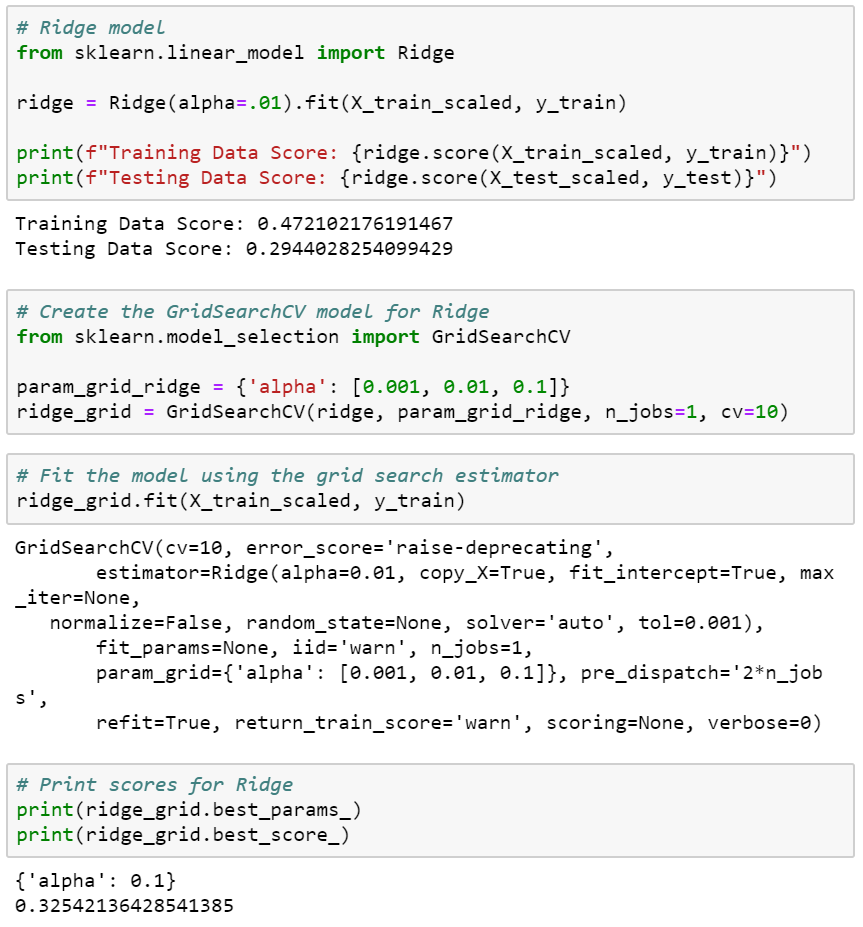 # Ridge model
from sklearn.linear_model import Ridge
ridge = Ridge(alpha=.01).fit(X_train_scaled, y_train)
print(f"Training Data Score: {ridge.score(X_train_scaled, y_train)}")
print(f"Testing Data Score: {ridge.score(X_test_scaled, y_test)}")
Training Data Score: 0.472102176191467
Testing Data Score: 0.2944028254099429
# Create the GridSearchCV model for Ridge
from sklearn.model_selection import GridSearchCV
param_grid_ridge = {'alpha': [0.001, 0.01, 0.1]}
ridge_grid = GridSearchCV(ridge, param_grid_ridge, n_jobs=1, cv=10)
# Fit the model using the grid search estimator
ridge_grid.fit(X_train_scaled, y_train)
GridSearchCV(cv=10, error_score='raise-deprecating',
       estimator=Ridge(alpha=0.01, copy_X=True, fit_intercept=True, max
_iter=None,
   normalize=False, random_state=None, solver='auto', tol=0.001),
       fit_params=None, iid='warn', n_jobs=1,
       param_grid={'alpha': [0.001, 0.01, 0.1]}, pre_dispatch='2*n_job
s',
       refit=True, return_train_score='warn', scoring=None, verbose=0)
# Print scores for Ridge
print(ridge_grid.best_params_)
print(ridge_grid.best_score_)
{'alpha': 0.1}
0.32542136428541385